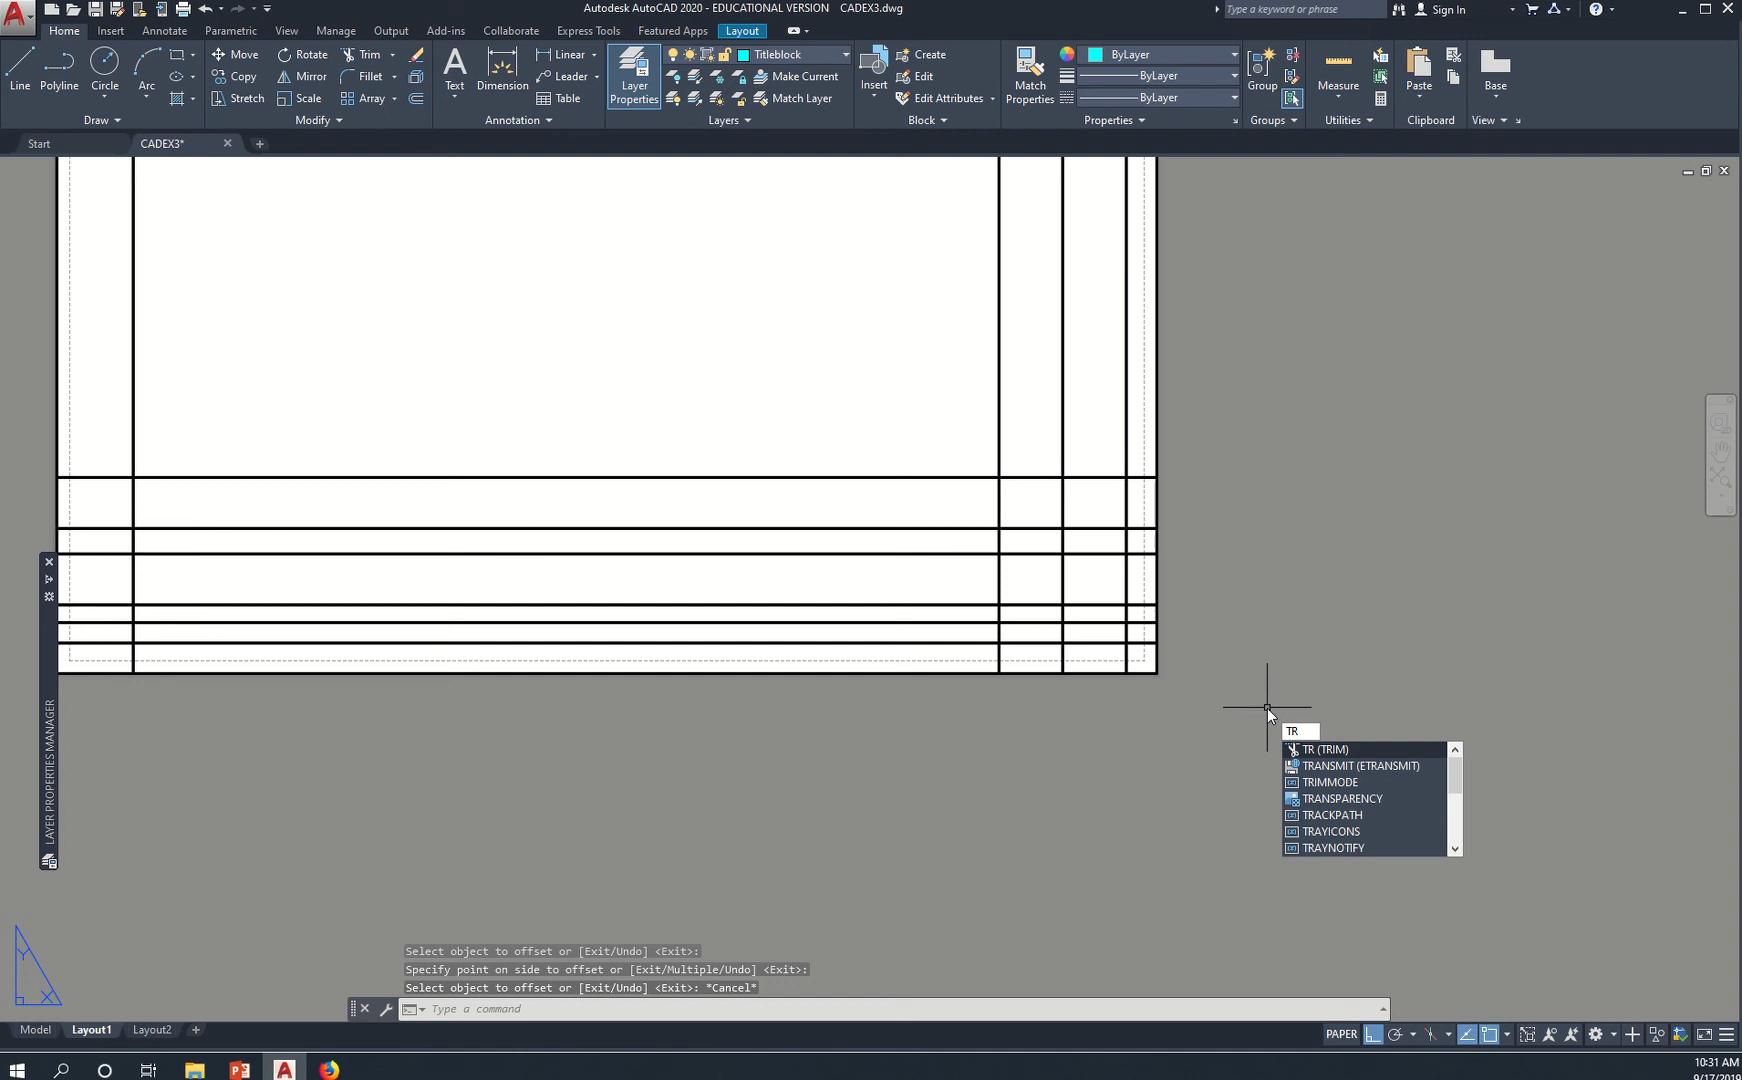 Autodesk AutoCAD 2020 - EDUCATIONAL VERSION CADEX3.dwg
Type a keyword or phrase
Sign In
Home Insert Annotate Parametric View Manage Output Add-ins Collaborate Express Tools Featured Apps Layout
Line Polyline Circle Arc
Move Rotate Trim
Copy Mirror Fillet
Stretch Scale Array
Text Dimension
Linear
Leader
Table
Layer Properties
Titleblock
Make Current
Match Layer
Insert
Create
Edit
Edit Attributes
Match Properties
ByLayer
ByLayer
ByLayer
Group
Measure
Paste
Base
Draw Modify Annotation Layers Block Properties Groups Utilities Clipboard View
Start CADEX3*
LAYER PROPERTIES MANAGER
TR
TR (TRIM)
TRANSMIT (ETRANSMIT)
TRIMMODE
TRANSPARENCY
TRACKPATH
TRAYICONS
TRAYNOTIFY
Y
X
Select object to offset or [Exit/Undo] <Exit>:
Specify point on side to offset or [Exit/Multiple/Undo] <Exit>:
Select object to offset or [Exit/Undo] <Exit>: *Cancel*
Type a command
Model Layout1 Layout2
PAPER
10:31 AM